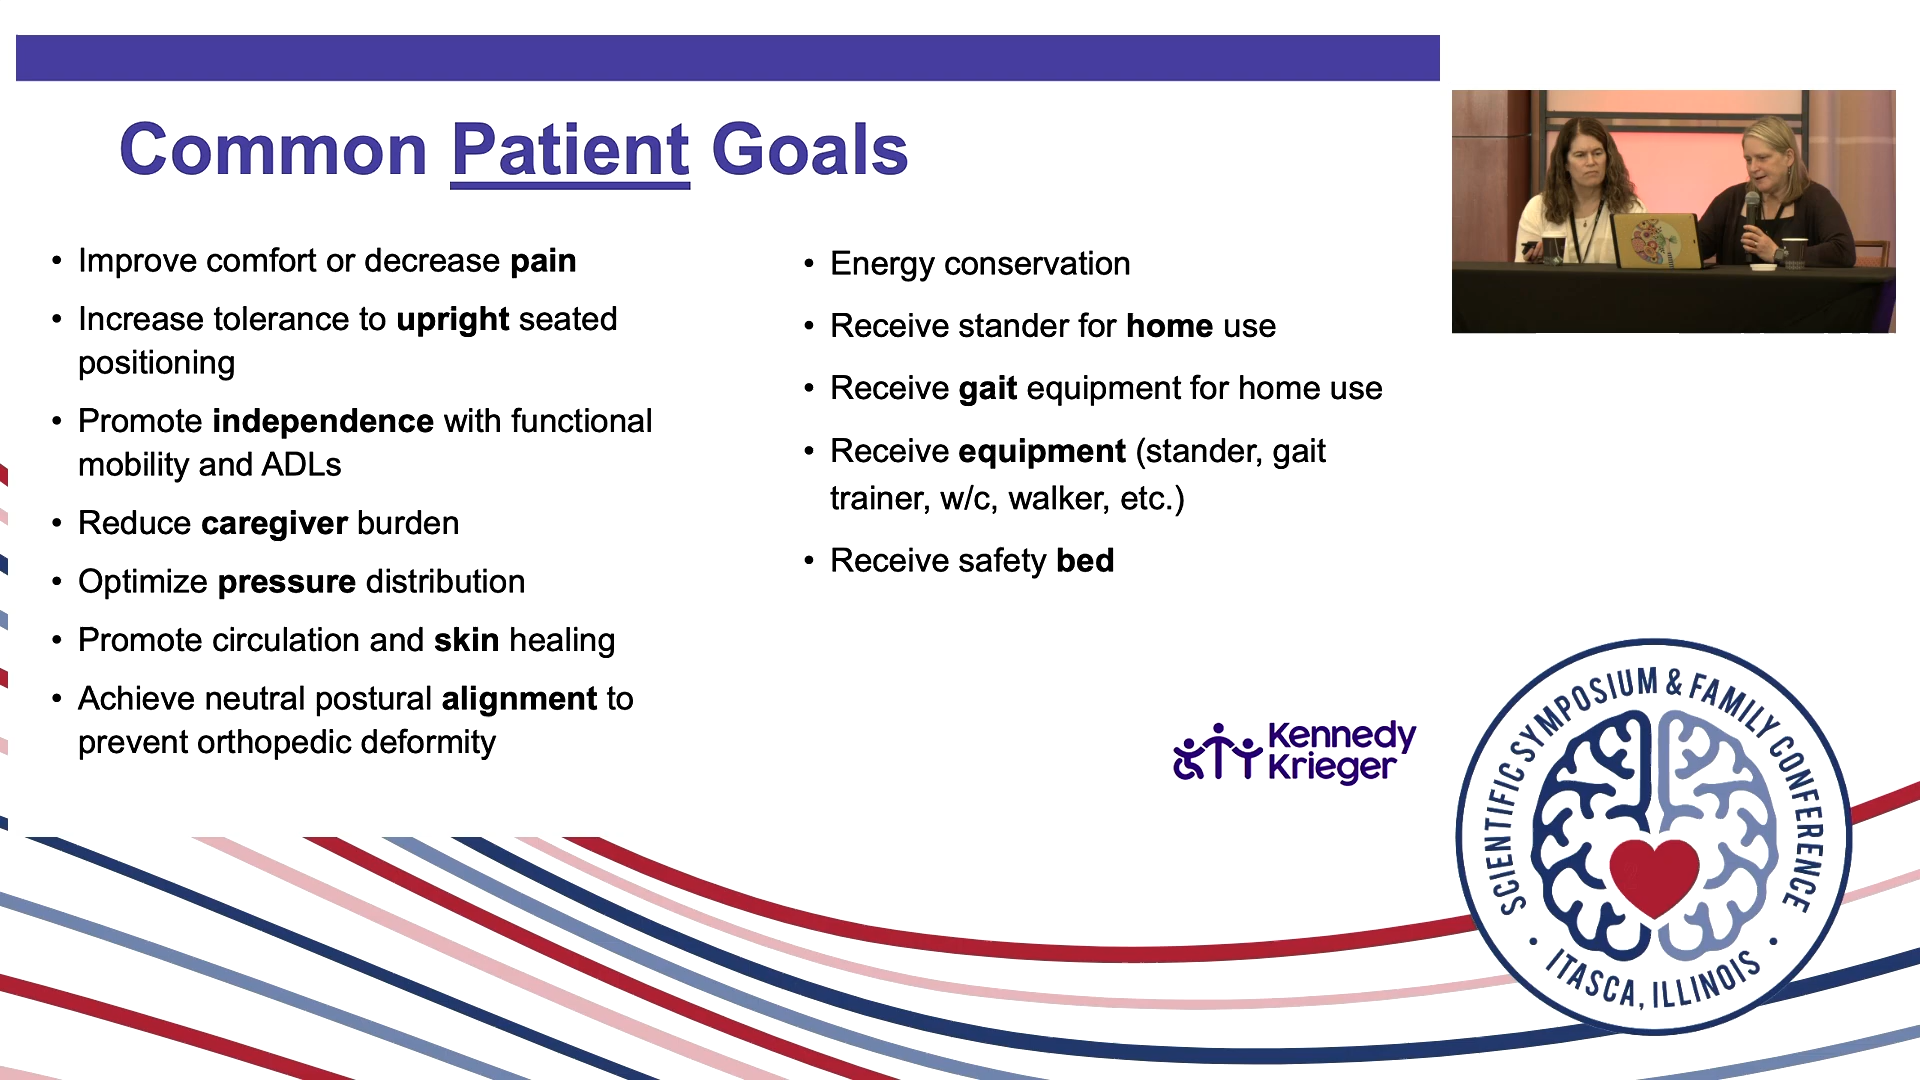 Common Patient Goals
• Improve comfort or decrease pain
• Increase tolerance to upright seated
positioning
• Promote independence with functional
mobility and ADLs
• Reduce caregiver burden
• Optimize pressure distribution
• Promote circulation and skin healing
• Achieve neutral postural alignment to
prevent orthopedic deformity
• Energy conservation
• Receive stander for home use
• Receive gait equipment for home use
• Receive equipment (stander, gait
trainer, w/c, walker, etc.)
• Receive safety bed
Kennedy
Krieger
SCIENTIFIC SYMPOSIUM & FAMILY CONFERENCE
• ITASCA, ILLINOIS •